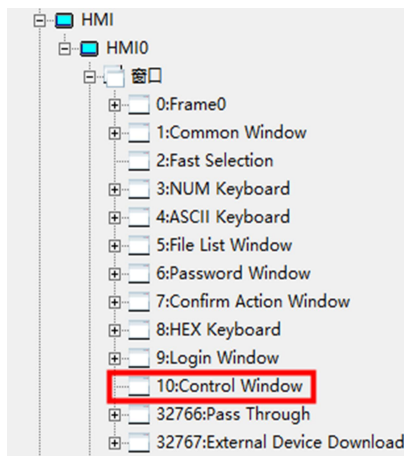 HMI
HMI0
窗口
0:Frame0
1:Common Window
2:Fast Selection
3:NUM Keyboard
4:ASCII Keyboard
5:File List Window
6:Password Window
7:Confirm Action Window
8:HEX Keyboard
9:Login Window
10:Control Window
32766:Pass Through
32767:External Device Download